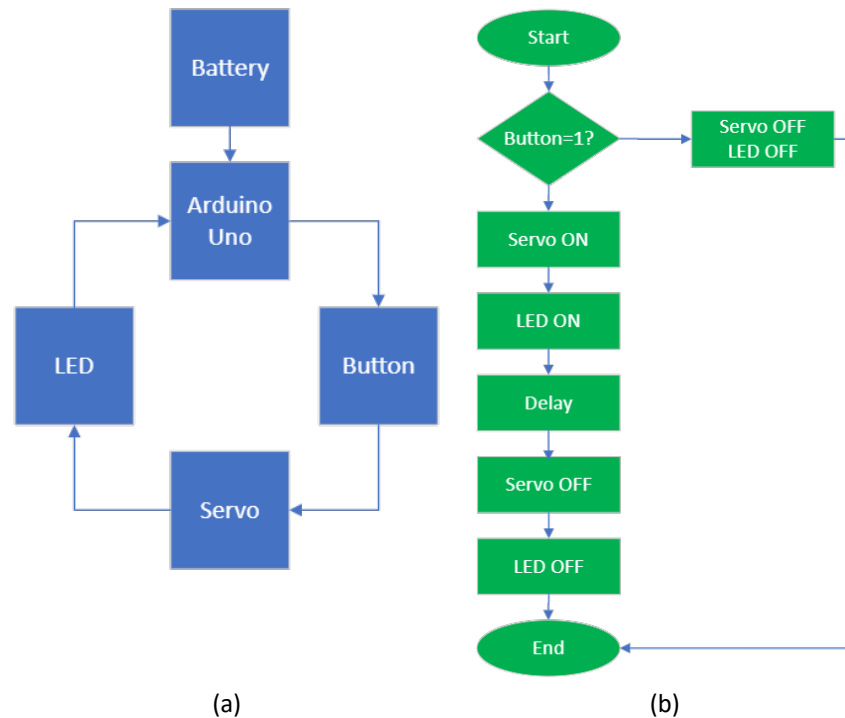 Battery
Arduino
Uno
LED
Button
Servo
(a)
Start
Button=1?
Servo OFF
LED OFF
Servo ON
LED ON
Delay
Servo OFF
LED OFF
End
(b)